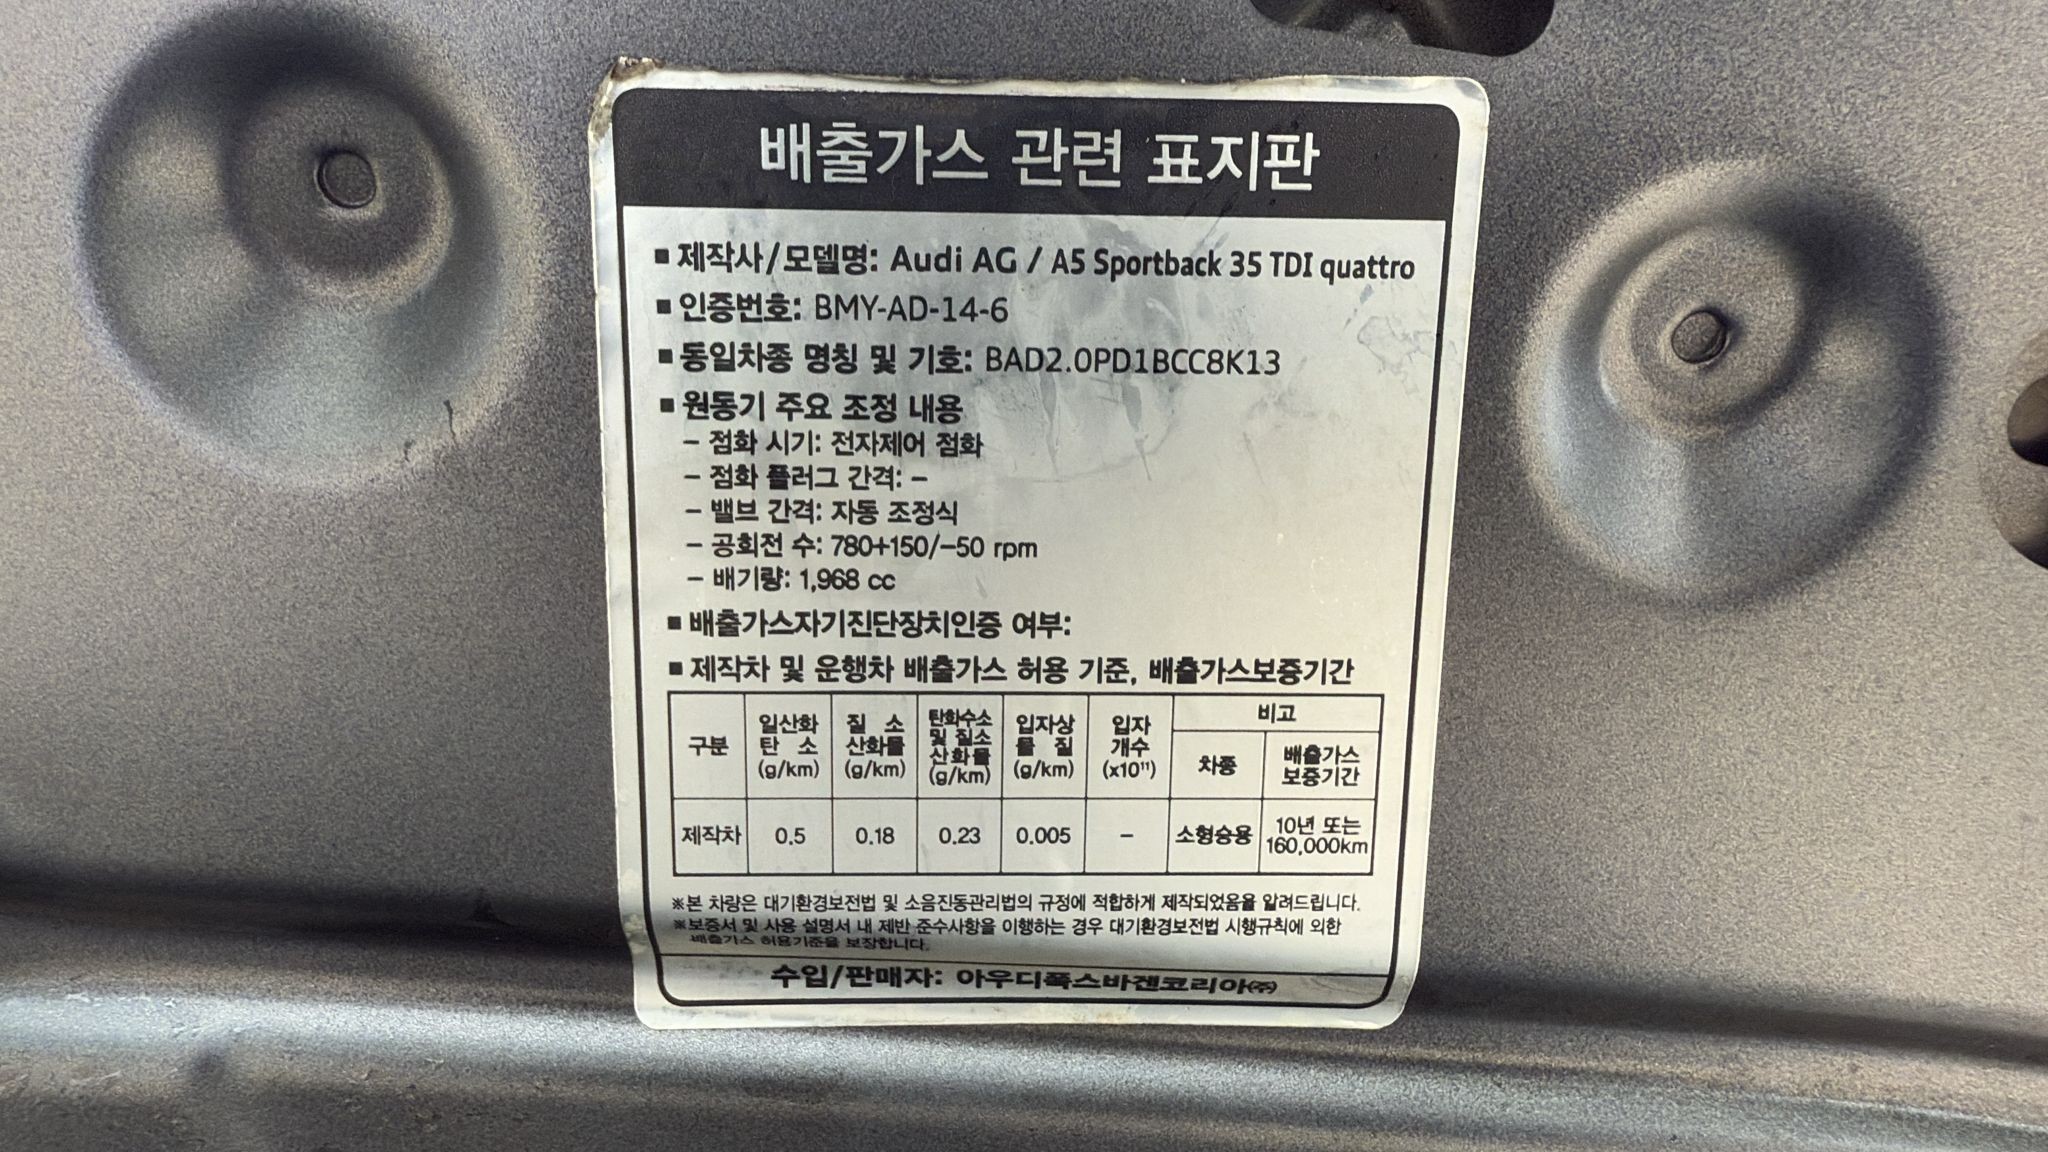 배출가스 관련 표지판
■ 제작사/모델명: Audi AG / A5 Sportback 35 TDI quattro
■ 인증번호: BMY-AD-14-6
■ 동일차종 명칭 및 기호: BAD2.0PD1BCC8K13
■ 원동기 주요 조정 내용
– 점화 시기: 전자제어 점화
– 점화 플러그 간격: –
– 밸브 간격: 자동 조정식
– 공회전 수: 780+150/–50 rpm
– 배기량: 1,968 cc
■ 배출가스자기진단장치인증 여부:
■ 제작차 및 운행차 배출가스 허용 기준, 배출가스보증기간
구분 일산화탄소 (g/km) 질소산화물 (g/km) 탄화수소 및 질소산화물 (g/km) 입자상물질 (g/km) 입자개수 (x10¹¹) 비고
차종 배출가스 보증기간
제작차 0.5 0.18 0.23 0.005 – 소형승용 10년 또는 160,000km
※본 차량은 대기환경보전법 및 소음진동관리법의 규정에 적합하게 제작되었음을 알려드립니다.
※보증서 및 사용 설명서 내 제반 준수사항을 이행하는 경우 대기환경보전법 시행규칙에 의한
배출가스 허용기준을 보장합니다.
수입/판매자: 아우디폭스바겐코리아㈜